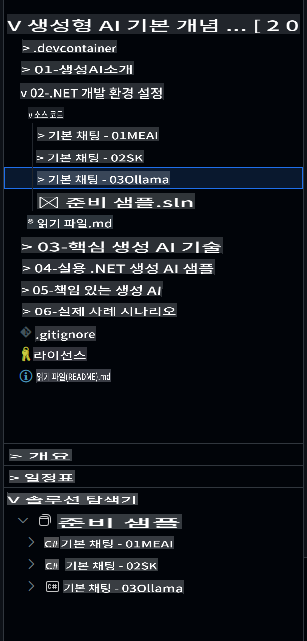 V 생성형 AI 기본 개념 ... [ 2 0
> .devcontainer
> 01-생성AI소개
v 02-.NET 개발 환경 설정
v 소스 코드
> 기본 채팅 - 01MEAI
> 기본 채팅 - 02SK
> 기본 채팅 - 03Ollama
준비 샘플.sln
읽기 파일.md
> 03-핵심 생성 AI 기술
> 04-실용 .NET 생성 AI 샘플
> 05-책임 있는 생성 AI
> 06-실제 사례 시나리오
.gitignore
라이선스
읽기 파일(README).md
> 개요
> 일정표
V 솔루션 탐색기
준비 샘플
C# 기본 채팅 - 01MEAI
C# 기본 채팅 - 02SK
C# 기본 채팅 - 03Ollama